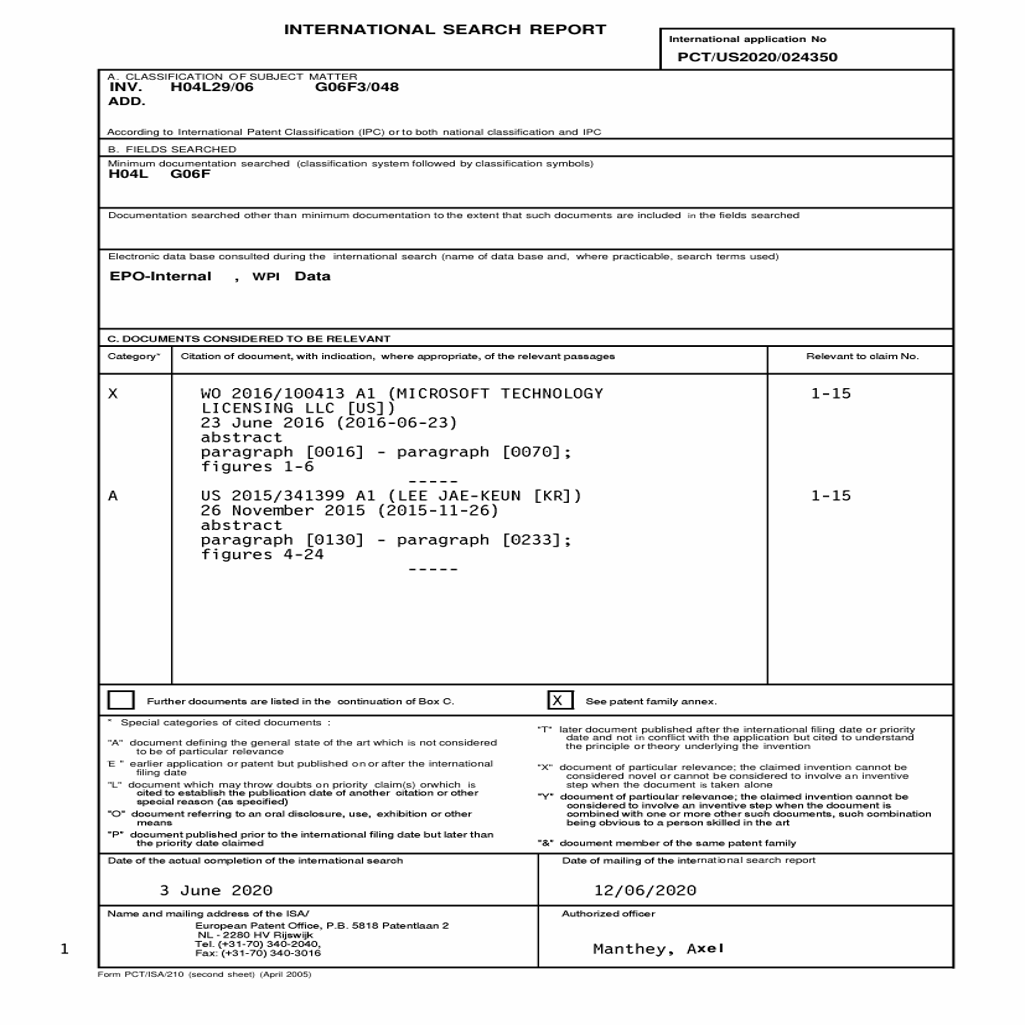 INTERNATIONAL SEARCH REPORT
International application No
PCT/US2020/024350
A. CLASSIFICATION OF SUBJECT MATTER
INV. H04L29/06 G06F3/048
ADD.
According to International Patent Classification (IPC) or to both national classification and IPC
B. FIELDS SEARCHED
Minimum documentation searched (classification system followed by classification symbols)
H04L G06F
Documentation searched other than minimum documentation to the extent that such documents are included in the fields searched
Electronic data base consulted during the international search (name of data base and, where practicable, search terms used)
EPO-Internal , WPI Data
C. DOCUMENTS CONSIDERED TO BE RELEVANT
Category* Citation of document, with indication, where appropriate, of the relevant passages Relevant to claim No.
X WO 2016/100413 A1 (MICROSOFT TECHNOLOGY 1-15
LICENSING LLC [US])
23 June 2016 (2016-06-23)
abstract
paragraph [0016] - paragraph [0070];
figures 1-6
-----
A US 2015/341399 A1 (LEE JAE-KEUN [KR]) 1-15
26 November 2015 (2015-11-26)
abstract
paragraph [0130] - paragraph [0233];
figures 4-24
-----
Further documents are listed in the continuation of Box C.
X See patent family annex.
* Special categories of cited documents :
"A" document defining the general state of the art which is not considered
to be of particular relevance
E " earlier application or patent but published on or after the international
filing date
"L" document which may throw doubts on priority claim(s) orwhich is
cited to establish the publication date of another citation or other
special reason (as specified)
"O" document referring to an oral disclosure, use, exhibition or other
means
"P" document published prior to the international filing date but later than
the priority date claimed
"T" later document published after the international filing date or priority
date and not in conflict with the application but cited to understand
the principle or theory underlying the invention
"X" document of particular relevance; the claimed invention cannot be
considered novel or cannot be considered to involve an inventive
step when the document is taken alone
"Y" document of particular relevance; the claimed invention cannot be
considered to involve an inventive step when the document is
combined with one or more other such documents, such combination
being obvious to a person skilled in the art
"&" document member of the same patent family
Date of the actual completion of the international search
3 June 2020
Date of mailing of the international search report
12/06/2020
Name and mailing address of the ISA/
European Patent Office, P.B. 5818 Patentlaan 2
NL - 2280 HV Rijswijk
Tel. (+31-70) 340-2040,
Fax: (+31-70) 340-3016
Authorized officer
Manthey, Axel
1
Form PCT/ISA/210 (second sheet) (April 2005)